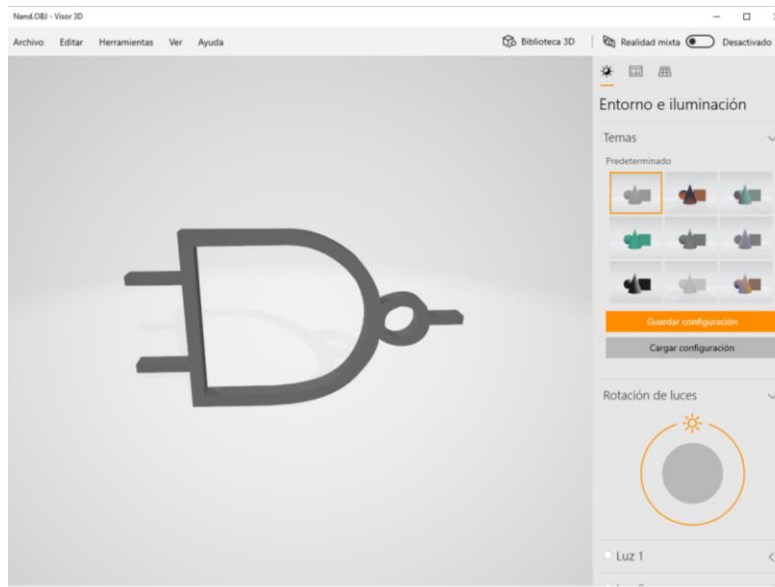 Nand.OBJ - Visor 3D
Archivo Editar Herramientas Ver Ayuda Biblioteca 3D Realidad mixta Desactivado
Entorno e iluminación
Temas
Predeterminado
Guardar configuración
Cargar configuración
Rotación de luces
Luz 1